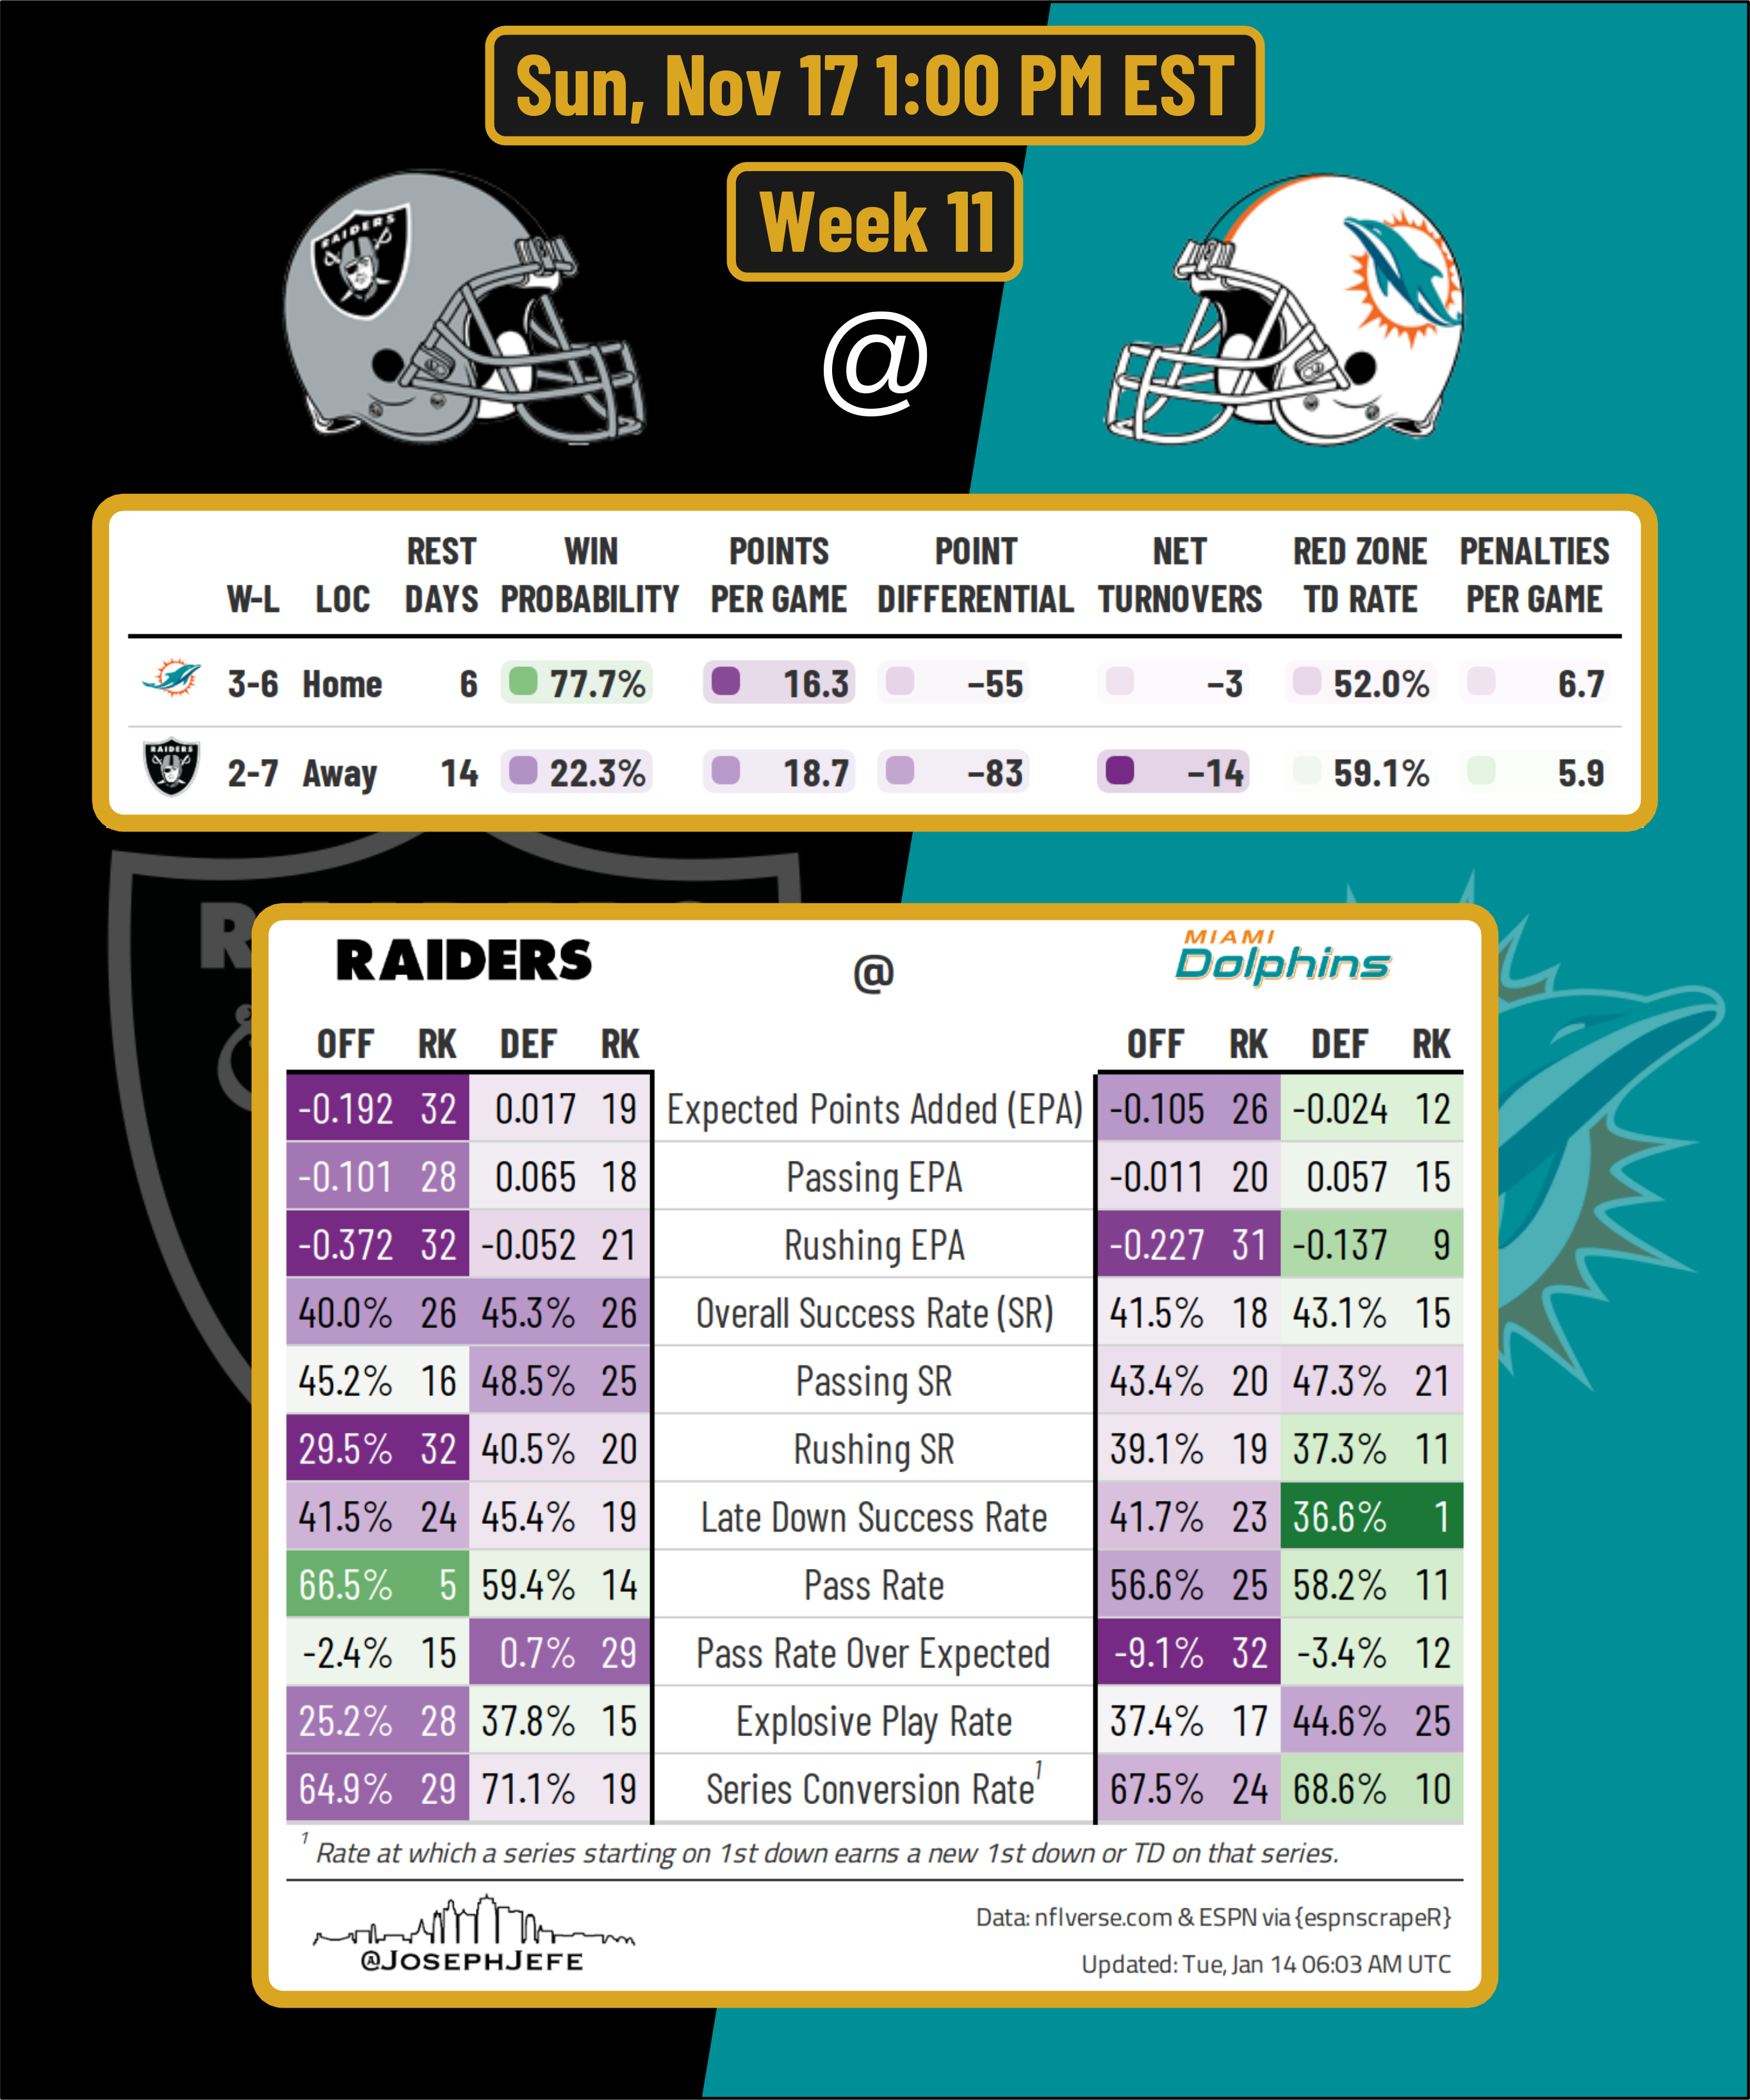 Sun, Nov 17 1:00 PM EST
Week 11
RAIDERS
@
W-L LOC REST DAYS WIN PROBABILITY POINTS PER GAME POINT DIFFERENTIAL NET TURNOVERS RED ZONE TD RATE PENALTIES PER GAME
3-6 Home 6 77.7% 16.3 −55 −3 52.0% 6.7
RAIDERS
2-7 Away 14 22.3% 18.7 −83 −14 59.1% 5.9
RAIDERS @ MIAMI Dolphins
OFF RK DEF RK OFF RK DEF RK
-0.192 32 0.017 19 Expected Points Added (EPA) -0.105 26 -0.024 12
-0.101 28 0.065 18 Passing EPA -0.011 20 0.057 15
-0.372 32 -0.052 21 Rushing EPA -0.227 31 -0.137 9
40.0% 26 45.3% 26 Overall Success Rate (SR) 41.5% 18 43.1% 15
45.2% 16 48.5% 25 Passing SR 43.4% 20 47.3% 21
29.5% 32 40.5% 20 Rushing SR 39.1% 19 37.3% 11
41.5% 24 45.4% 19 Late Down Success Rate 41.7% 23 36.6% 1
66.5% 5 59.4% 14 Pass Rate 56.6% 25 58.2% 11
-2.4% 15 0.7% 29 Pass Rate Over Expected -9.1% 32 -3.4% 12
25.2% 28 37.8% 15 Explosive Play Rate 37.4% 17 44.6% 25
64.9% 29 71.1% 19 Series Conversion Rate¹ 67.5% 24 68.6% 10
¹ Rate at which a series starting on 1st down earns a new 1st down or TD on that series.
@JOSEPHJEFE
Data: nflverse.com & ESPN via {espnscrapeR}
Updated: Tue, Jan 14 06:03 AM UTC